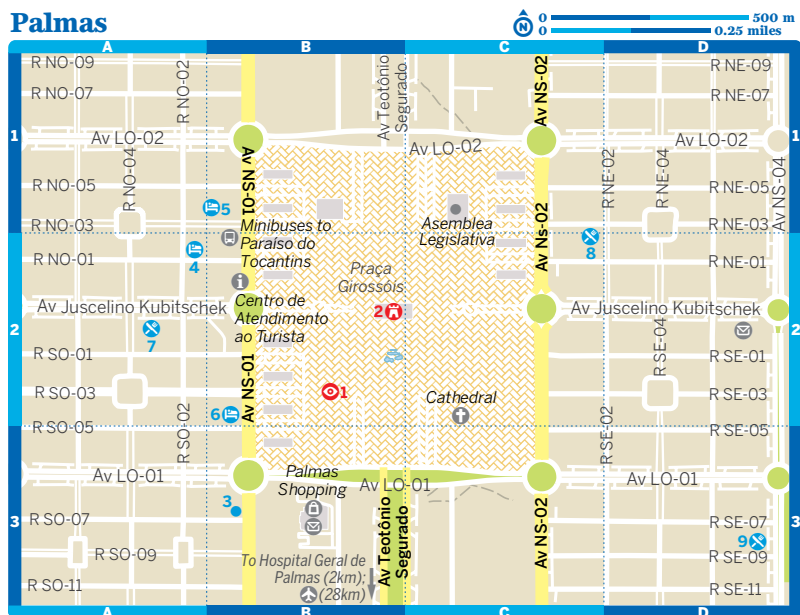 Palmas
N
0 500 m
0 0.25 miles
A
B
C
D
R NO-09
R NO-07
R NO-02
Av Teotônio
Segurado
Av NS-02
R NE-09
R NE-07
1
Av LO-02
Av LO-02
Av LO-02
1
R NO-04
R NO-05
Av NS-01
5
R NE-02
R NE-04
R NE-05
Av NS-04
R NO-03
Minibuses to
Paraíso do
Tocantins
Asemblea
Legislativa
Av Ns-02
R NE-03
8
R NO-01
4
R NE-01
Praça
Girossóis
Av Juscelino Kubitschek
Centro de
Atendimento
ao Turista
2
Av Juscelino Kubitschek
2
7
2
R SO-01
R SE-04
R SE-01
Av NS-01
R SO-03
1
Cathedral
R SE-03
R SO-02
6
R SO-05
R SE-02
R SE-05
Av LO-01
Palmas
Shopping
Av LO-01
Av LO-01
3
R SO-07
Av Teotônio
Segurado
Av NS-02
R SE-07
3
3
R SO-09
9
R SE-09
To Hospital Geral de
Palmas (2km);
(28km)
R SO-11
R SE-11
A
B
C
D